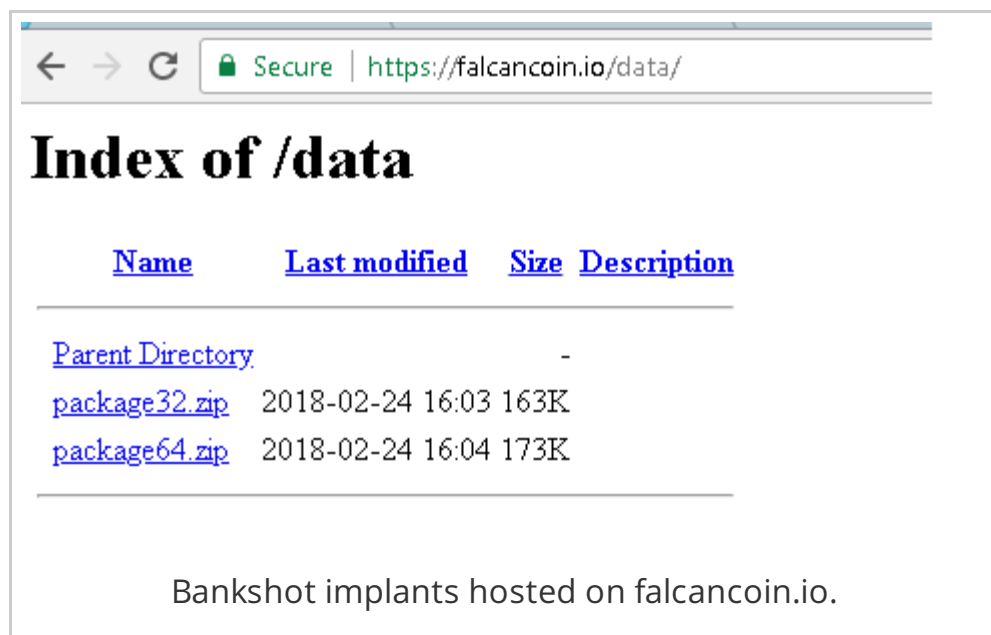 Secure | https://falcancoin.io/data/
Index of /data
Name Last modified Size Description
Parent Directory -
package32.zip 2018-02-24 16:03 163K
package64.zip 2018-02-24 16:04 173K
Bankshot implants hosted on falcancoin.io.